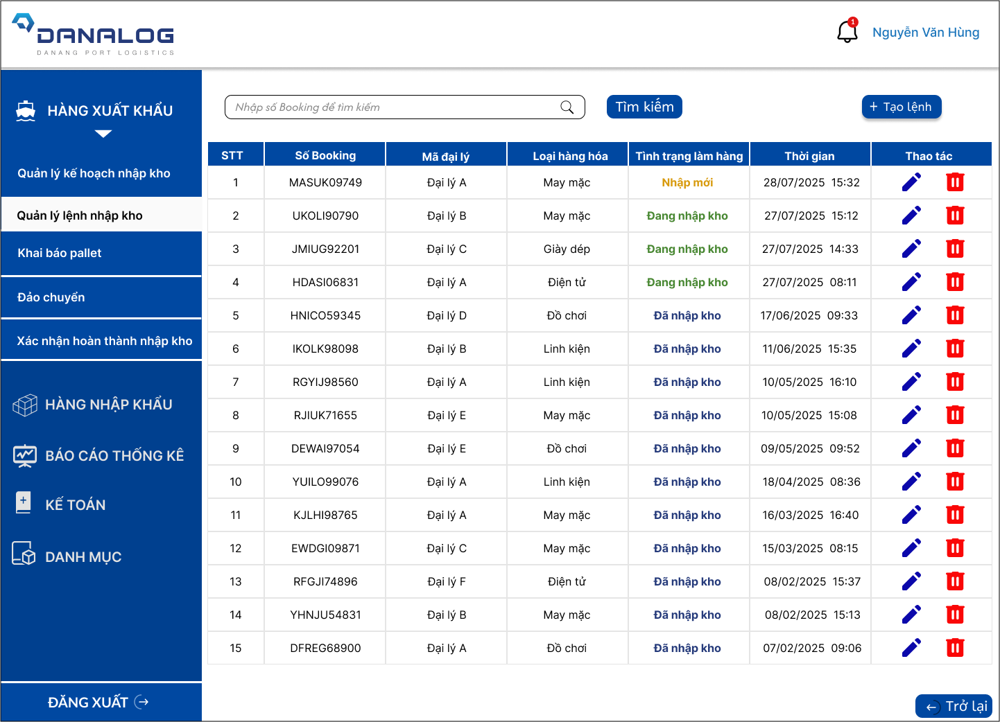 DANALOG
DANANG PORT LOGISTICS
1
Nguyễn Văn Hùng
HÀNG XUẤT KHẨU
Quản lý kế hoạch nhập kho
Quản lý lệnh nhập kho
Khai báo pallet
Đảo chuyển
Xác nhận hoàn thành nhập kho
HÀNG NHẬP KHẨU
BÁO CÁO THỐNG KÊ
KẾ TOÁN
DANH MỤC
ĐĂNG XUẤT
Nhập số Booking để tìm kiếm
Tìm kiếm
+ Tạo lệnh
STT Số Booking Mã đại lý Loại hàng hóa Tình trạng làm hàng Thời gian Thao tác
1 MASUK09749 Đại lý A May mặc Nhập mới 28/07/2025 15:32
2 UKOLI90790 Đại lý B May mặc Đang nhập kho 27/07/2025 15:12
3 JMIUG92201 Đại lý C Giày dép Đang nhập kho 27/07/2025 14:33
4 HDASI06831 Đại lý A Điện tử Đang nhập kho 27/07/2025 08:11
5 HNICO59345 Đại lý D Đồ chơi Đã nhập kho 17/06/2025 09:33
6 IKOLK98098 Đại lý B Linh kiện Đã nhập kho 11/06/2025 15:35
7 RGYIJ98560 Đại lý A Linh kiện Đã nhập kho 10/05/2025 16:10
8 RJIUK71655 Đại lý E May mặc Đã nhập kho 10/05/2025 15:08
9 DEWAI97054 Đại lý E Đồ chơi Đã nhập kho 09/05/2025 09:52
10 YUILO99076 Đại lý A Linh kiện Đã nhập kho 18/04/2025 08:36
11 KJLHI98765 Đại lý A May mặc Đã nhập kho 16/03/2025 16:40
12 EWDGI09871 Đại lý C May mặc Đã nhập kho 15/03/2025 08:15
13 RFGJI74896 Đại lý F Điện tử Đã nhập kho 08/02/2025 15:37
14 YHNJU54831 Đại lý B May mặc Đã nhập kho 08/02/2025 15:13
15 DFREG68900 Đại lý A Đồ chơi Đã nhập kho 07/02/2025 09:06
Trở lại